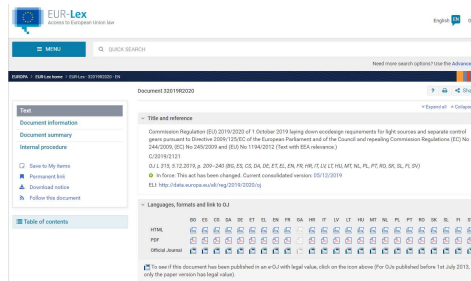 EUR-Lex
Access to European Union law
English EN
MENU
QUICK SEARCH
Need more search options? Use the Advance
EUROPA > EUR-Lex home > EUR-Lex - 32019R2020 - EN
Document 32019R2020
Sha
Expand all Collapse
Text
Document information
Document summary
Internal procedure
Save to My items
Permanent link
Download notice
Follow this document
Table of contents
Title and reference
Commission Regulation (EU) 2019/2020 of 1 October 2019 laying down ecodesign requirements for light sources and separate control
gears pursuant to Directive 2009/125/EC of the European Parliament and of the Council and repealing Commission Regulations (EC) No
244/2009, (EC) No 245/2009 and (EU) No 1194/2012 (Text with EEA relevance.)
C/2019/2121
OJ L 315, 5.12.2019, p. 209–240 (BG, ES, CS, DA, DE, ET, EL, EN, FR, HR, IT, LV, LT, HU, MT, NL, PL, PT, RO, SK, SL, FI, SV)
In force: This act has been changed. Current consolidated version: 05/12/2019
ELI: http://data.europa.eu/eli/reg/2019/2020/oj
Languages, formats and link to OJ
BG ES CS DA DE ET EL EN FR GA HR IT LV LT HU MT NL PL PT RO SK SL FI
HTML
PDF
Official Journal
To see if this document has been published in an e-OJ with legal value, click on the icon above (For OJs published before 1st July 2013,
only the paper version has legal value).